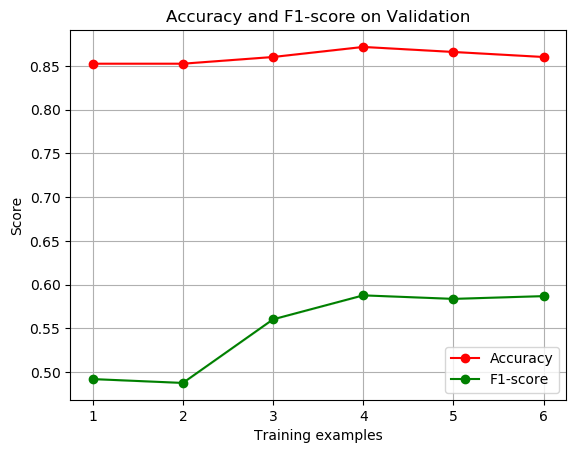 Accuracy and F1-score on Validation
0.85
0.80
0.75
0.70
0.65
0.60
0.55
0.50
Score
1 2 3 4 5 6
Training examples
Accuracy
F1-score